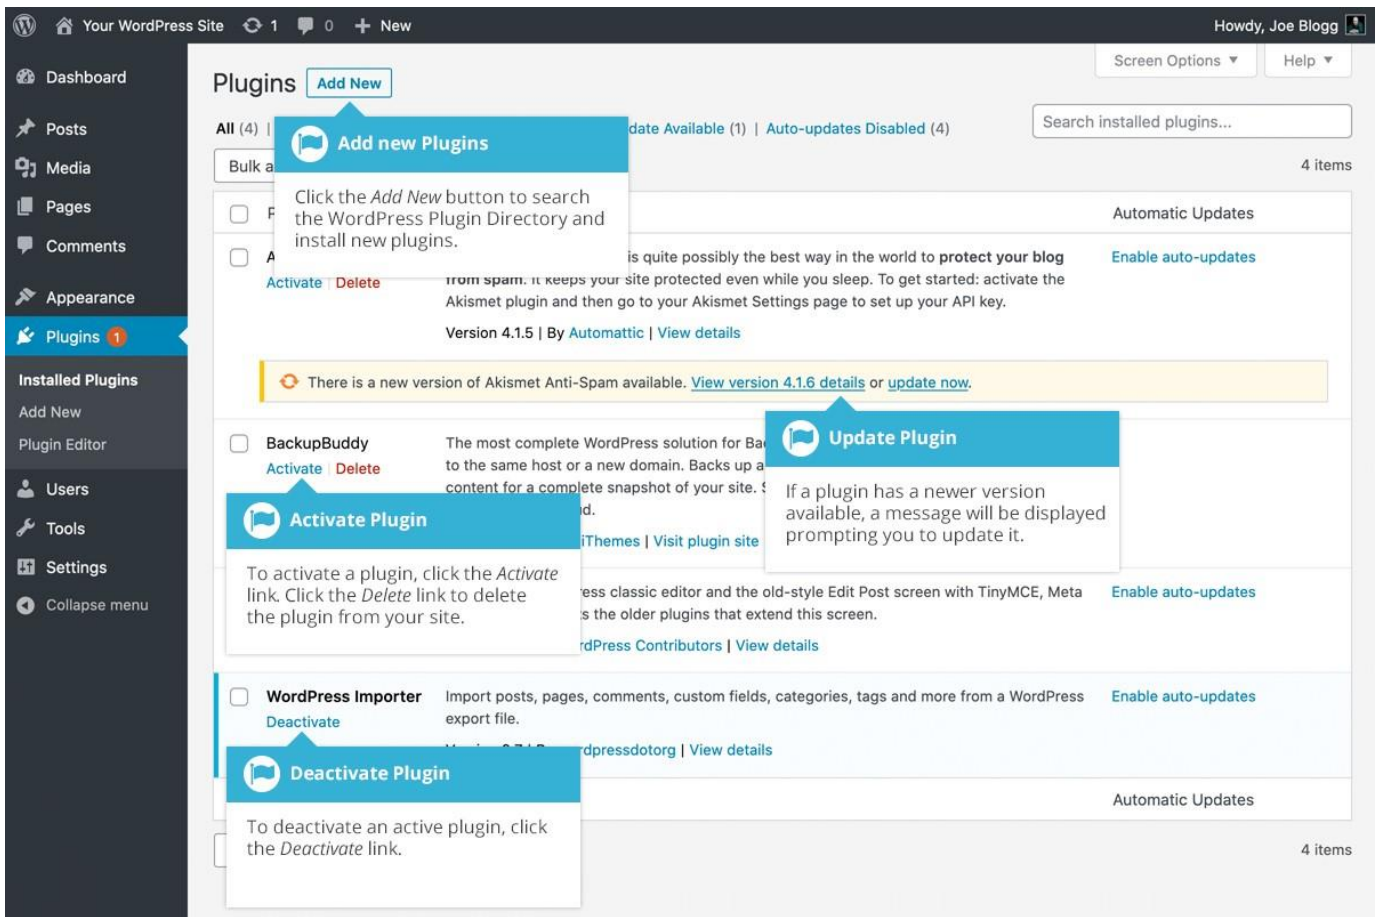 Your WordPress Site 1 0 + New Howdy, Joe Blogg
Screen Options ▼ Help ▼
Dashboard
Posts
Media
Pages
Comments
Appearance
Plugins 1
Installed Plugins
Add New
Plugin Editor
Users
Tools
Settings
Collapse menu
Plugins Add New
All (4) | date Available (1) | Auto-updates Disabled (4)
Search installed plugins...
Bulk a
4 items
Add new Plugins
Click the Add New button to search
the WordPress Plugin Directory and
install new plugins.
P Automatic Updates
A is quite possibly the best way in the world to protect your blog Enable auto-updates
Activate | Delete from spam. It keeps your site protected even while you sleep. To get started: activate the
Akismet plugin and then go to your Akismet Settings page to set up your API key.
Version 4.1.5 | By Automattic | View details
There is a new version of Akismet Anti-Spam available. View version 4.1.6 details or update now.
Update Plugin
If a plugin has a newer version
available, a message will be displayed
prompting you to update it.
BackupBuddy The most complete WordPress solution for Ba
Activate | Delete to the same host or a new domain. Backs up a
content for a complete snapshot of your site. S
d.
iThemes | Visit plugin site
Activate Plugin
To activate a plugin, click the Activate
link. Click the Delete link to delete
the plugin from your site.
ess classic editor and the old-style Edit Post screen with TinyMCE, Meta Enable auto-updates
s the older plugins that extend this screen.
rdPress Contributors | View details
WordPress Importer Import posts, pages, comments, custom fields, categories, tags and more from a WordPress Enable auto-updates
Deactivate export file.
rdpressdotorg | View details
Deactivate Plugin
To deactivate an active plugin, click
the Deactivate link.
Automatic Updates
4 items